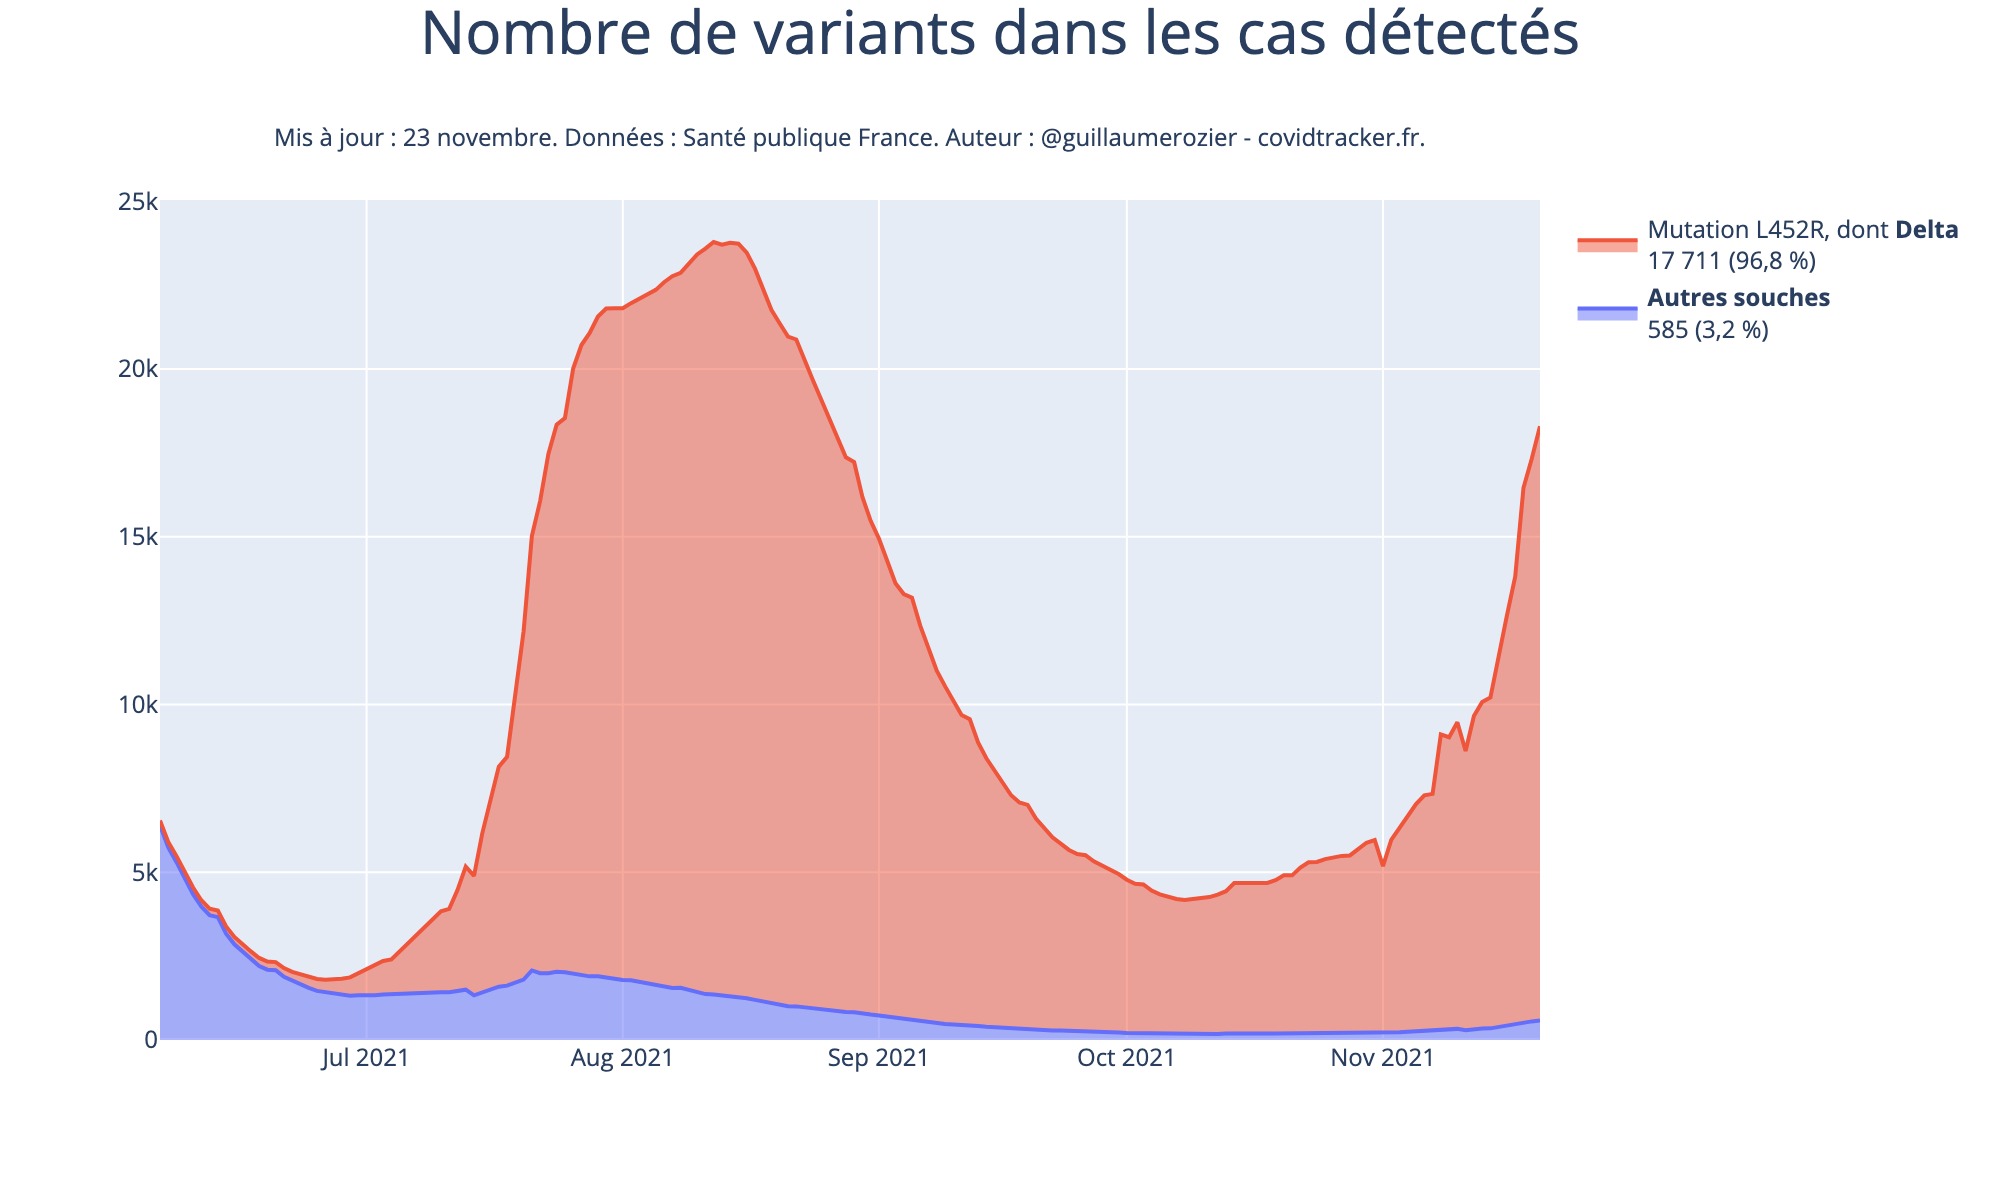 Nombre de variants dans les cas détectés
Mis à jour : 23 novembre. Données : Santé publique France. Auteur : @guillaumerozier - covidtracker.fr.
25k
20k
15k
10k
5k
0
Jul 2021
Aug 2021
Sep 2021
Oct 2021
Nov 2021
Mutation L452R, dont Delta
17 711 (96,8 %)
Autres souches
585 (3,2 %)